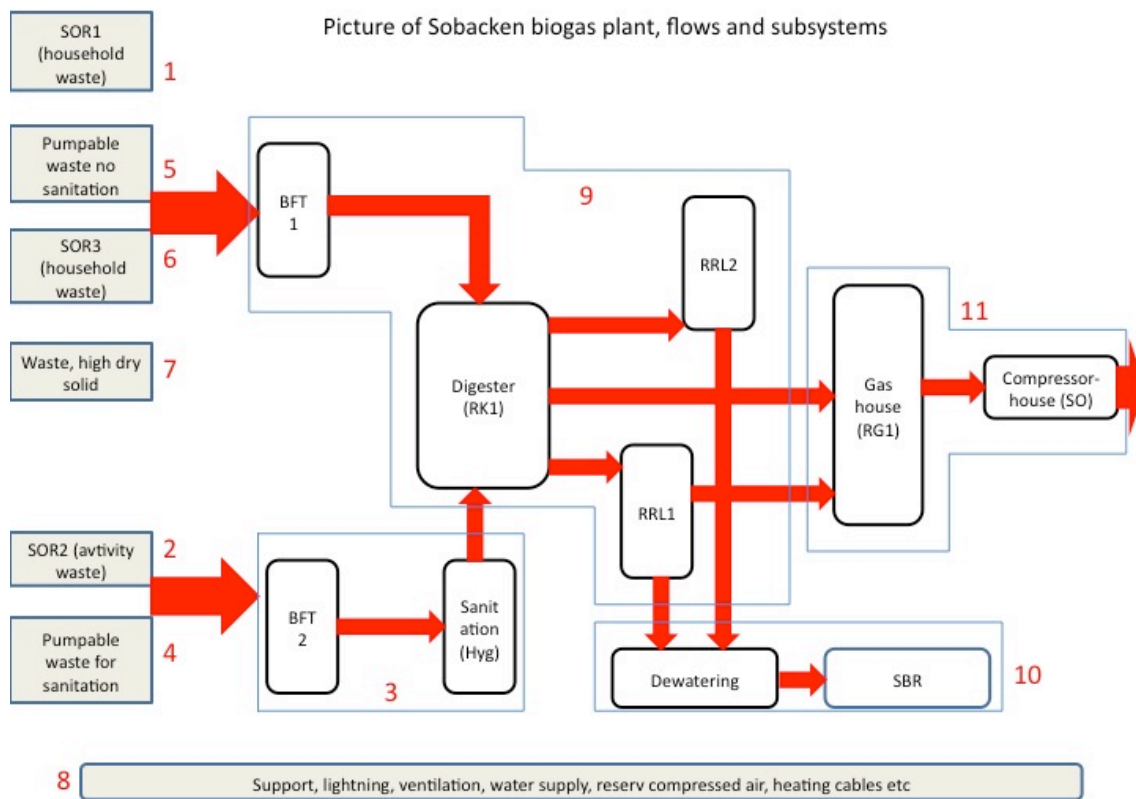 Picture of Sobacken biogas plant, flows and subsystems
SOR1
(household
waste)
1
Pumpable
waste no
sanitation
5
SOR3
(household
waste)
6
Waste, high dry
solid
7
SOR2 (avtivity
waste)
2
Pumpable
waste for
sanitation
4
BFT
1
9
RRL2
Digester
(RK1)
RRL1
Gas
house
(RG1)
11
Compressor-
house (SO)
BFT
2
Sanit
ation
(Hyg)
3
Dewatering
SBR
10
8
Support, lightning, ventilation, water supply, reserv compressed air, heating cables etc